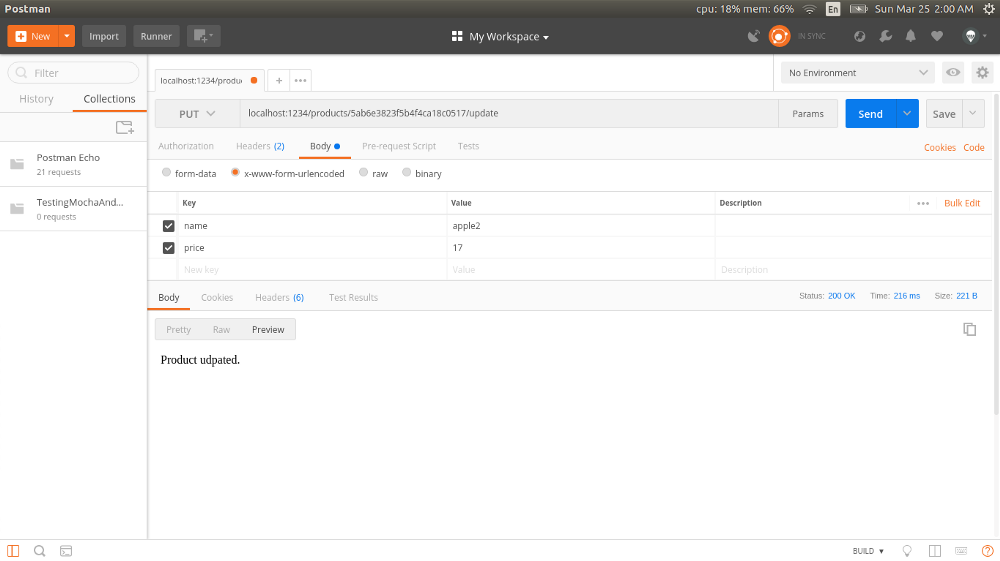 Postman
cpu: 18% mem: 66% En Sun Mar 25 2:00 AM
New Import Runner My Workspace IN SYNC
Filter
History Collections
Postman Echo
21 requests
TestingMochaAnd...
0 requests
localhost:1234/produ + ••• No Environment
PUT localhost:1234/products/5ab6e3823f5b4f4ca18c0517/update Params Send Save
Authorization Headers (2) Body Pre-request Script Tests Cookies Code
form-data x-www-form-urlencoded raw binary
Key Value Description ••• Bulk Edit
name apple2
price 17
New key Value Description
Body Cookies Headers (6) Test Results Status: 200 OK Time: 216 ms Size: 221 B
Pretty Raw Preview
Product udpated.
BUILD